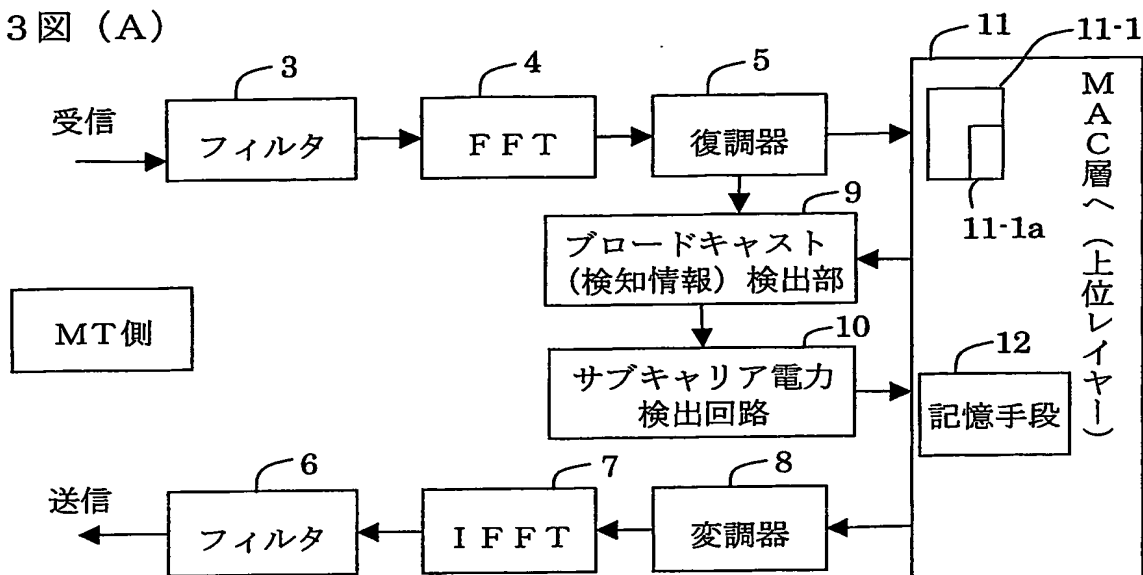 3図（A）
3
4
5
11
11-1
受信
フィルタ
FFT
復調器
11-1a
MAC層へ（上位レイヤー）
9
ブロードキャスト
（検知情報）検出部
MT側
10
サブキャリア電力
検出回路
12
記憶手段
6
7
8
送信
フィルタ
IFFT
変調器